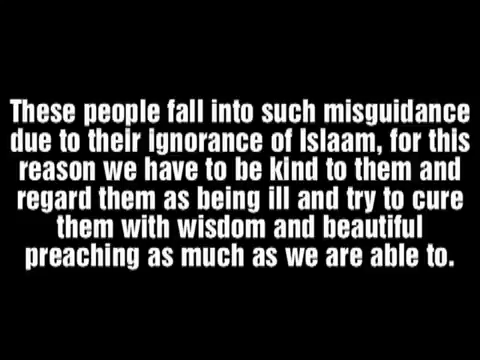 These people fall into such misguidance
due to their ignorance of Islaam, for this
reason we have to be kind to them and
regard them as being ill and try to cure
them with wisdom and beautiful
preaching as much as we are able to.